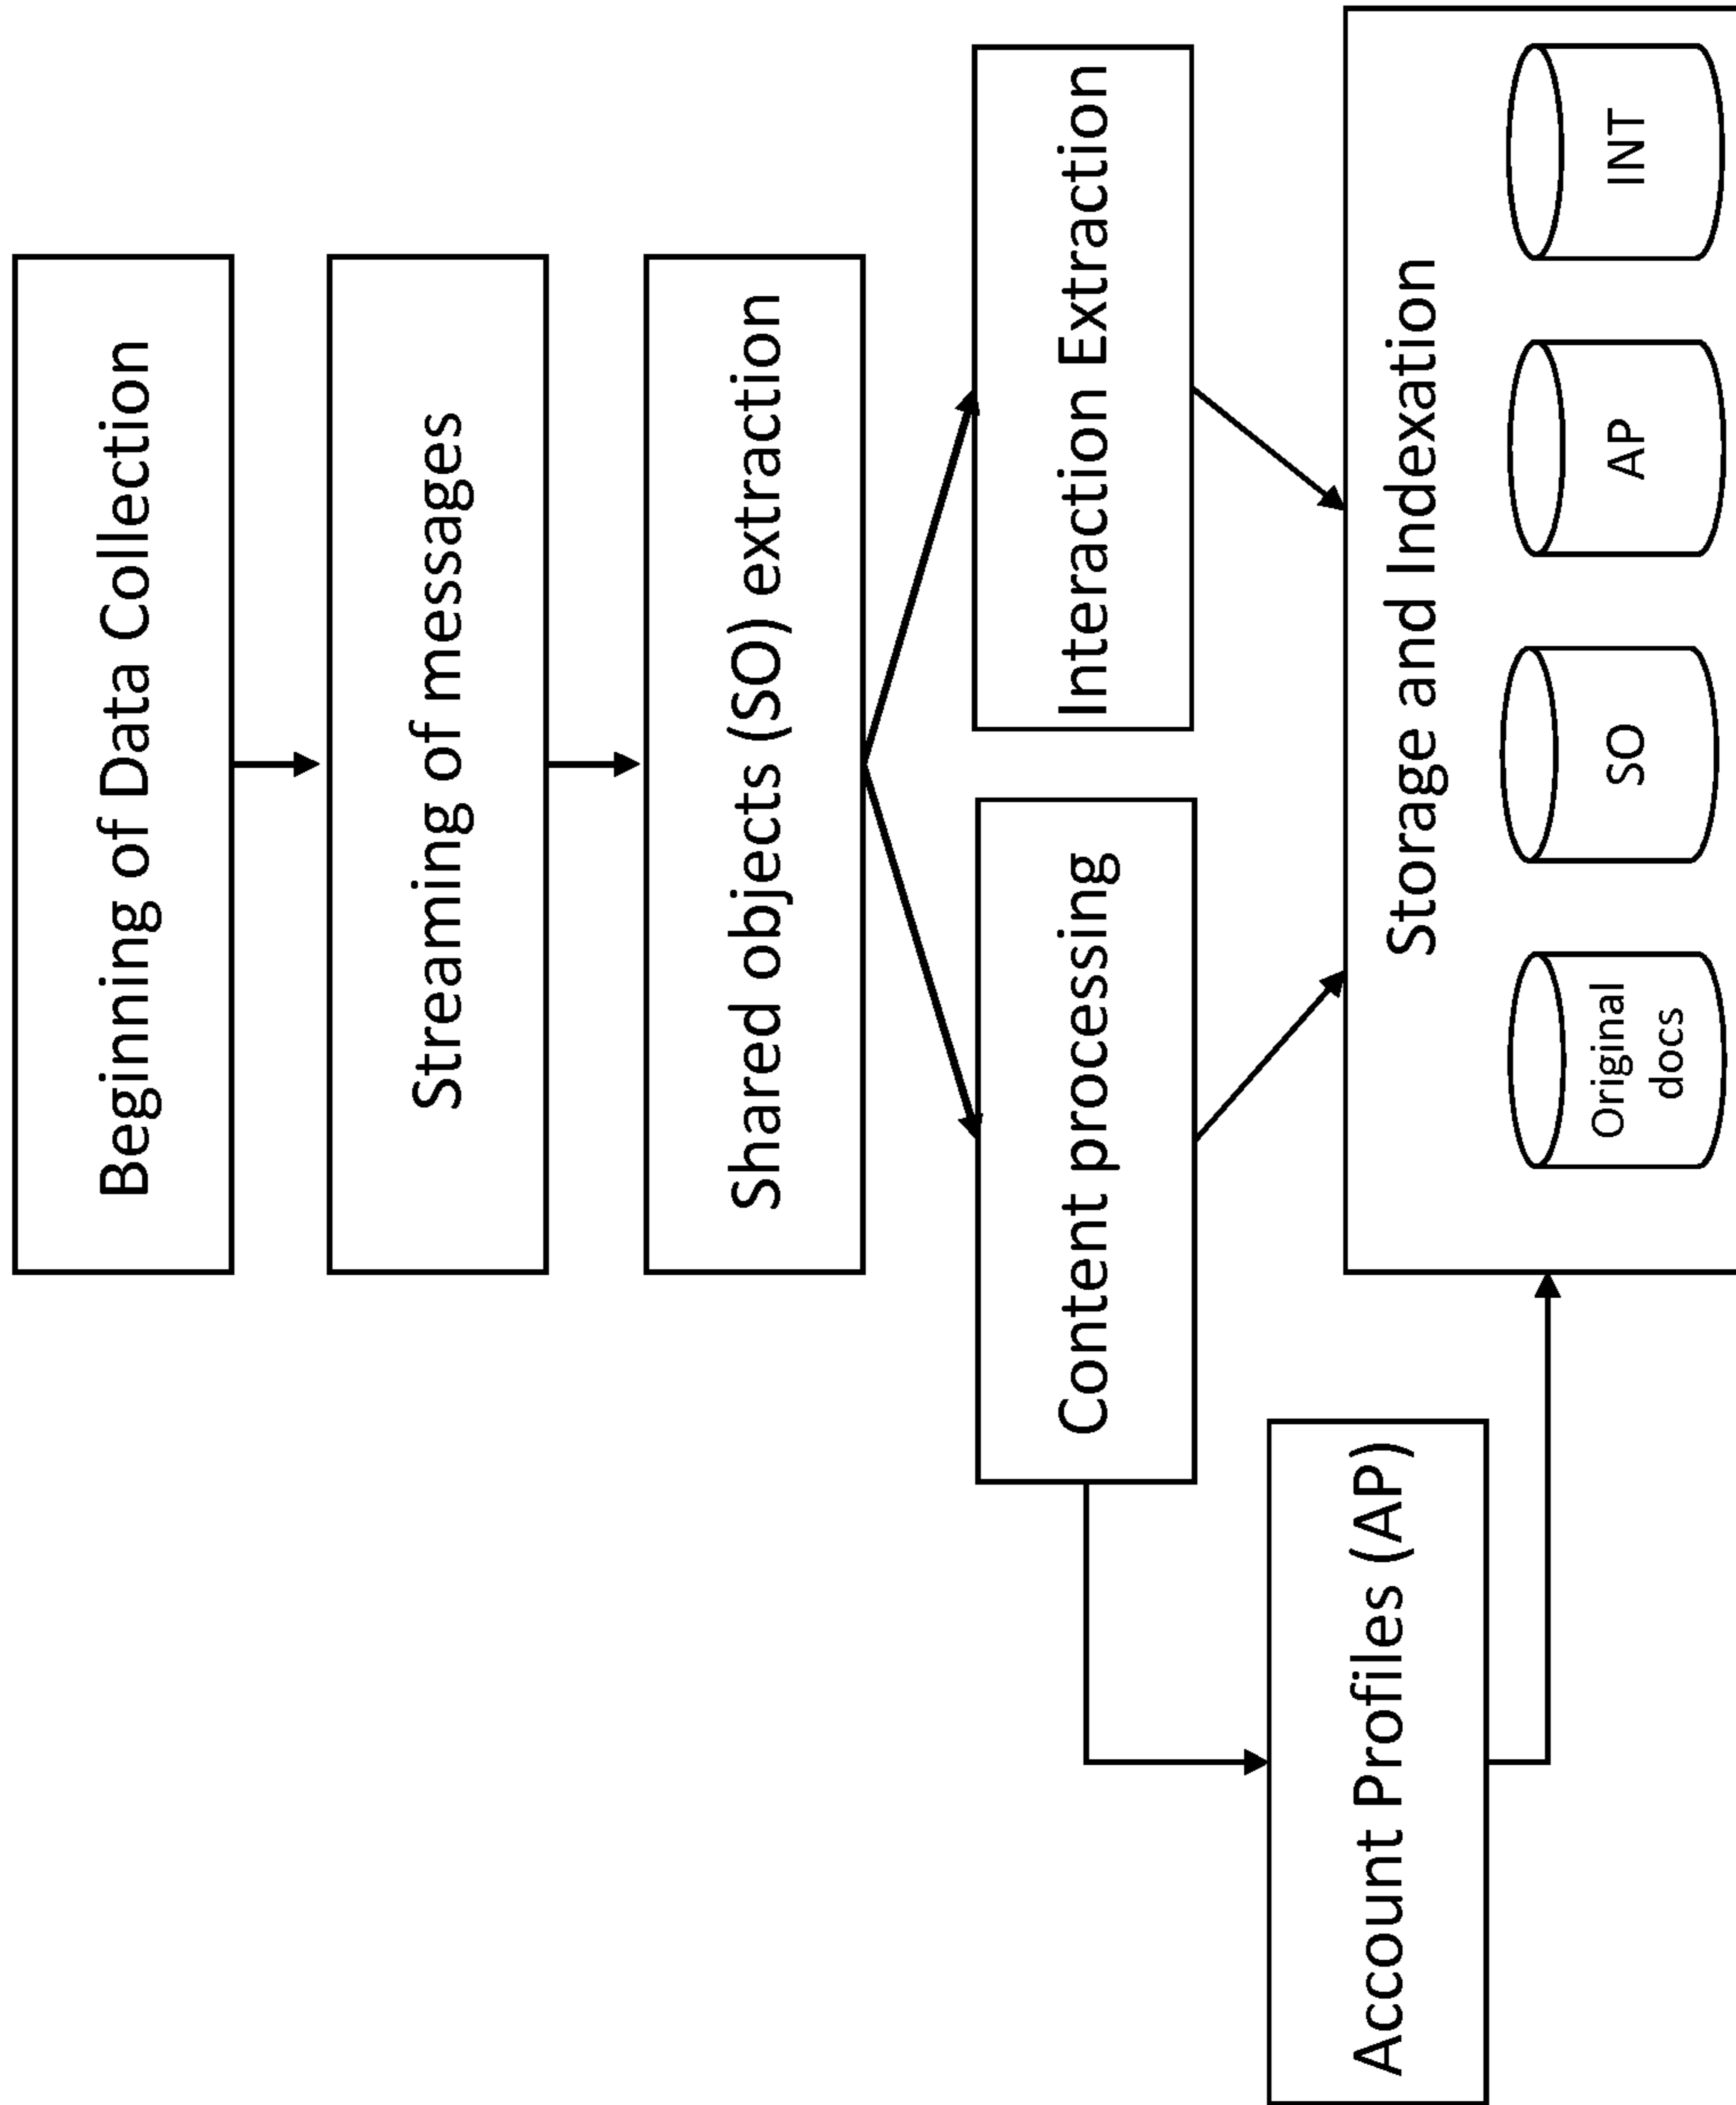 Beginning of Data Collection
Streaming of messages
Shared objects (SO) extraction
Content processing
Interaction Extraction
Account Profiles (AP)
Storage and Indexation
Original
docs
SO
AP
INT